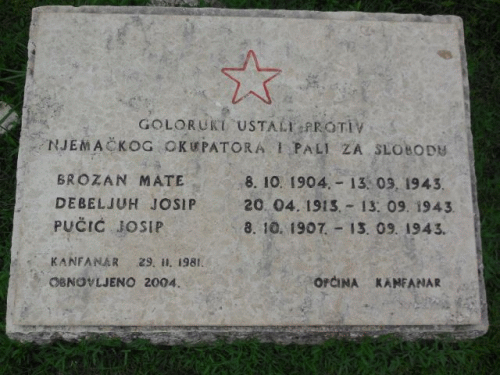 GOLORUKI USTALI PROTIV
NJEMAČKOG OKUPATORA I PALI ZA SLOBODU
BROZAN MATE 8. 10. 1904. - 13. 09. 1943.
DEBELJUH JOSIP 20. 04. 1913. - 13. 09. 1943
PUČIĆ JOSIP 8. 10. 1907. - 13. 09. 1943.
KANFANAR 29. 11. 1981.
OBNOVLJENO 2004. OPĆINA KANFANAR